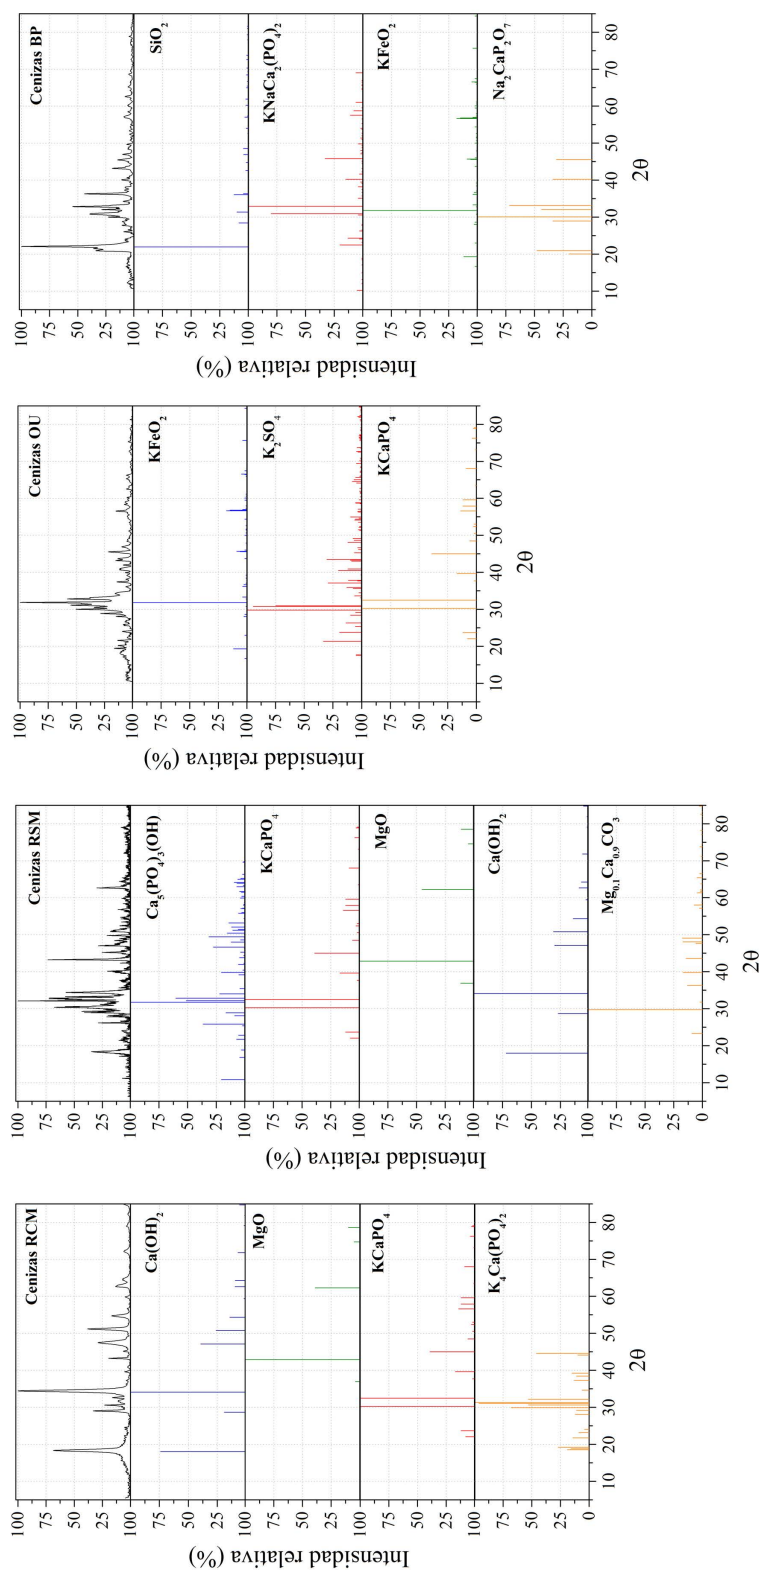 Cenizas RCM
100
75
50
25
Ca(OH)₂
100
75
50
25
MgO
100
75
50
25
KCaPO₄
100
75
50
25
K₄Ca(PO₄)₂
100
75
50
25
0
10 20 30 40 50 60 70 80
2θ
Intensidad relativa (%)
Cenizas RSM
100
75
50
25
Ca₅(PO₄)₃(OH)
100
75
50
25
KCaPO₄
100
75
50
25
MgO
100
75
50
25
Ca(OH)₂
100
75
50
25
Mg₀.₁Ca₀.₉CO₃
100
75
50
25
0
10 20 30 40 50 60 70 80
2θ
Intensidad relativa (%)
Cenizas OU
100
75
50
25
KFeO₂
100
75
50
25
K₂SO₄
100
75
50
25
KCaPO₄
100
75
50
25
0
10 20 30 40 50 60 70 80
2θ
Intensidad relativa (%)
Cenizas BP
100
75
50
25
SiO₂
100
75
50
25
KNaCa₂(PO₄)₂
100
75
50
25
KFeO₂
100
75
50
25
Na₂CaP₂O₇
100
75
50
25
0
10 20 30 40 50 60 70 80
2θ
Intensidad relativa (%)